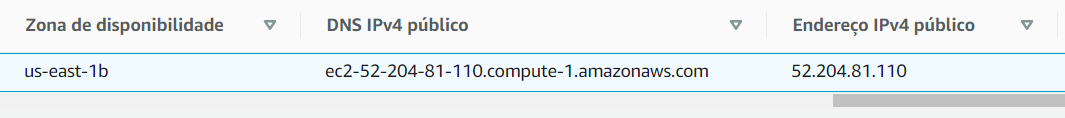 Zona de disponibilidade DNS IPv4 público Endereço IPv4 público
us-east-1b ec2-52-204-81-110.compute-1.amazonaws.com 52.204.81.110